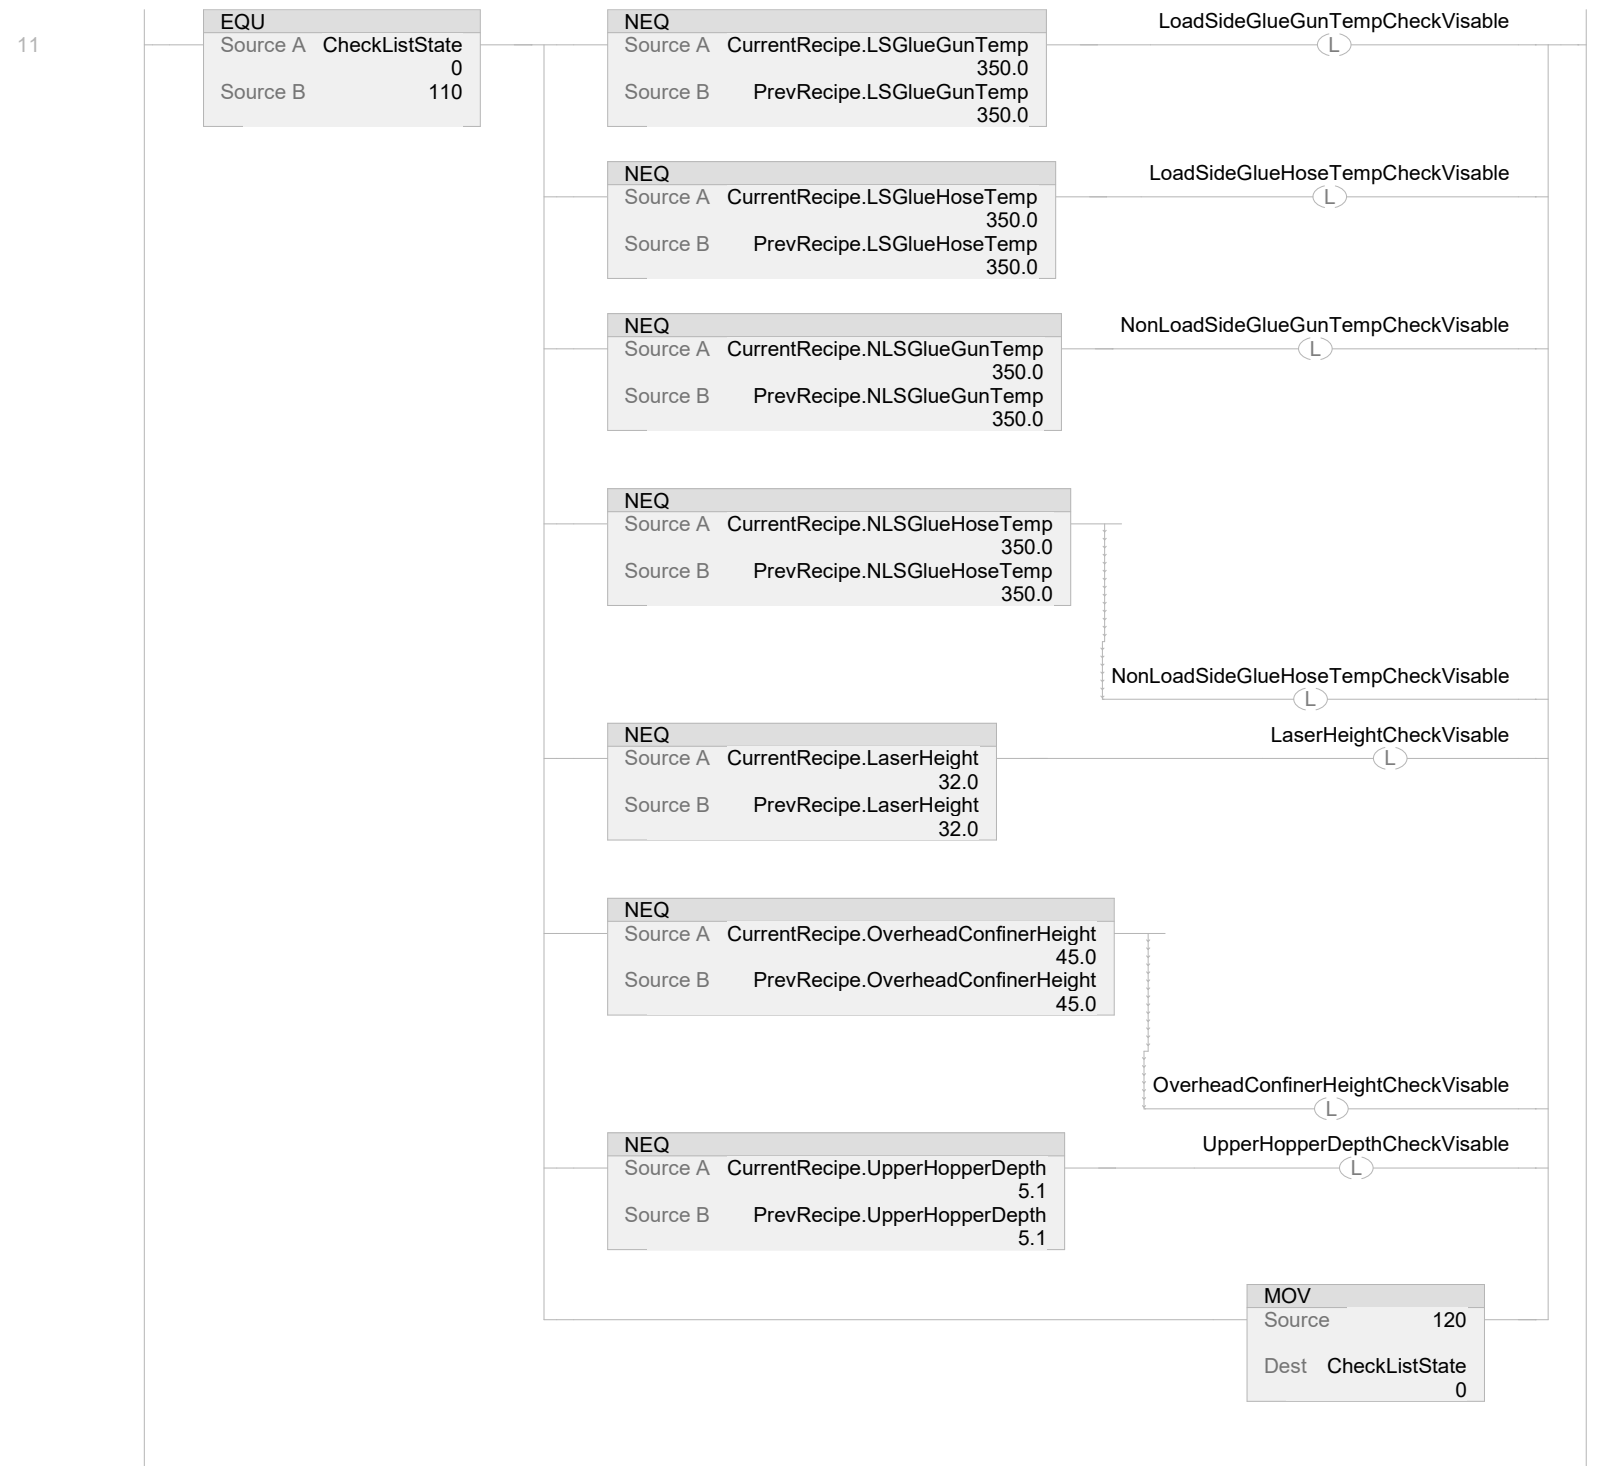 11
EQU
Source A CheckListState
0
Source B 110
NEQ
Source A CurrentRecipe.LSGlueGunTemp
350.0
Source B PrevRecipe.LSGlueGunTemp
350.0
LoadSideGlueGunTempCheckVisable
L
NEQ
Source A CurrentRecipe.LSGlueHoseTemp
350.0
Source B PrevRecipe.LSGlueHoseTemp
350.0
LoadSideGlueHoseTempCheckVisable
L
NEQ
Source A CurrentRecipe.NLSGlueGunTemp
350.0
Source B PrevRecipe.NLSGlueGunTemp
350.0
NonLoadSideGlueGunTempCheckVisable
L
NEQ
Source A CurrentRecipe.NLSGlueHoseTemp
350.0
Source B PrevRecipe.NLSGlueHoseTemp
350.0
NonLoadSideGlueHoseTempCheckVisable
L
NEQ
Source A CurrentRecipe.LaserHeight
32.0
Source B PrevRecipe.LaserHeight
32.0
LaserHeightCheckVisable
L
NEQ
Source A CurrentRecipe.OverheadConfinerHeight
45.0
Source B PrevRecipe.OverheadConfinerHeight
45.0
OverheadConfinerHeightCheckVisable
L
NEQ
Source A CurrentRecipe.UpperHopperDepth
5.1
Source B PrevRecipe.UpperHopperDepth
5.1
UpperHopperDepthCheckVisable
L
MOV
Source 120
Dest CheckListState
0